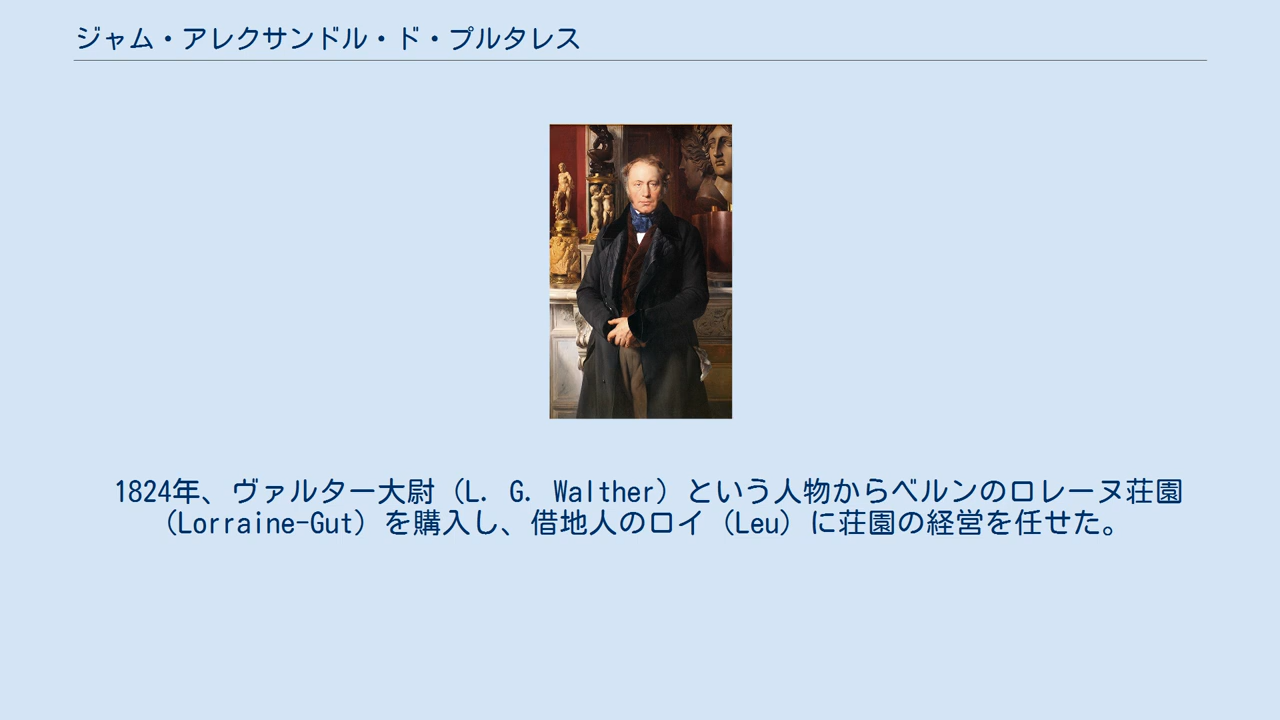 ジャム・アレクサンドル・ド・プルタレス
1824年、ヴァルター大尉（L. G. Walther）という人物からベルンのロレーヌ荘園
（Lorraine-Gut）を購入し、借地人のロイ（Leu）に荘園の経営を任せた。